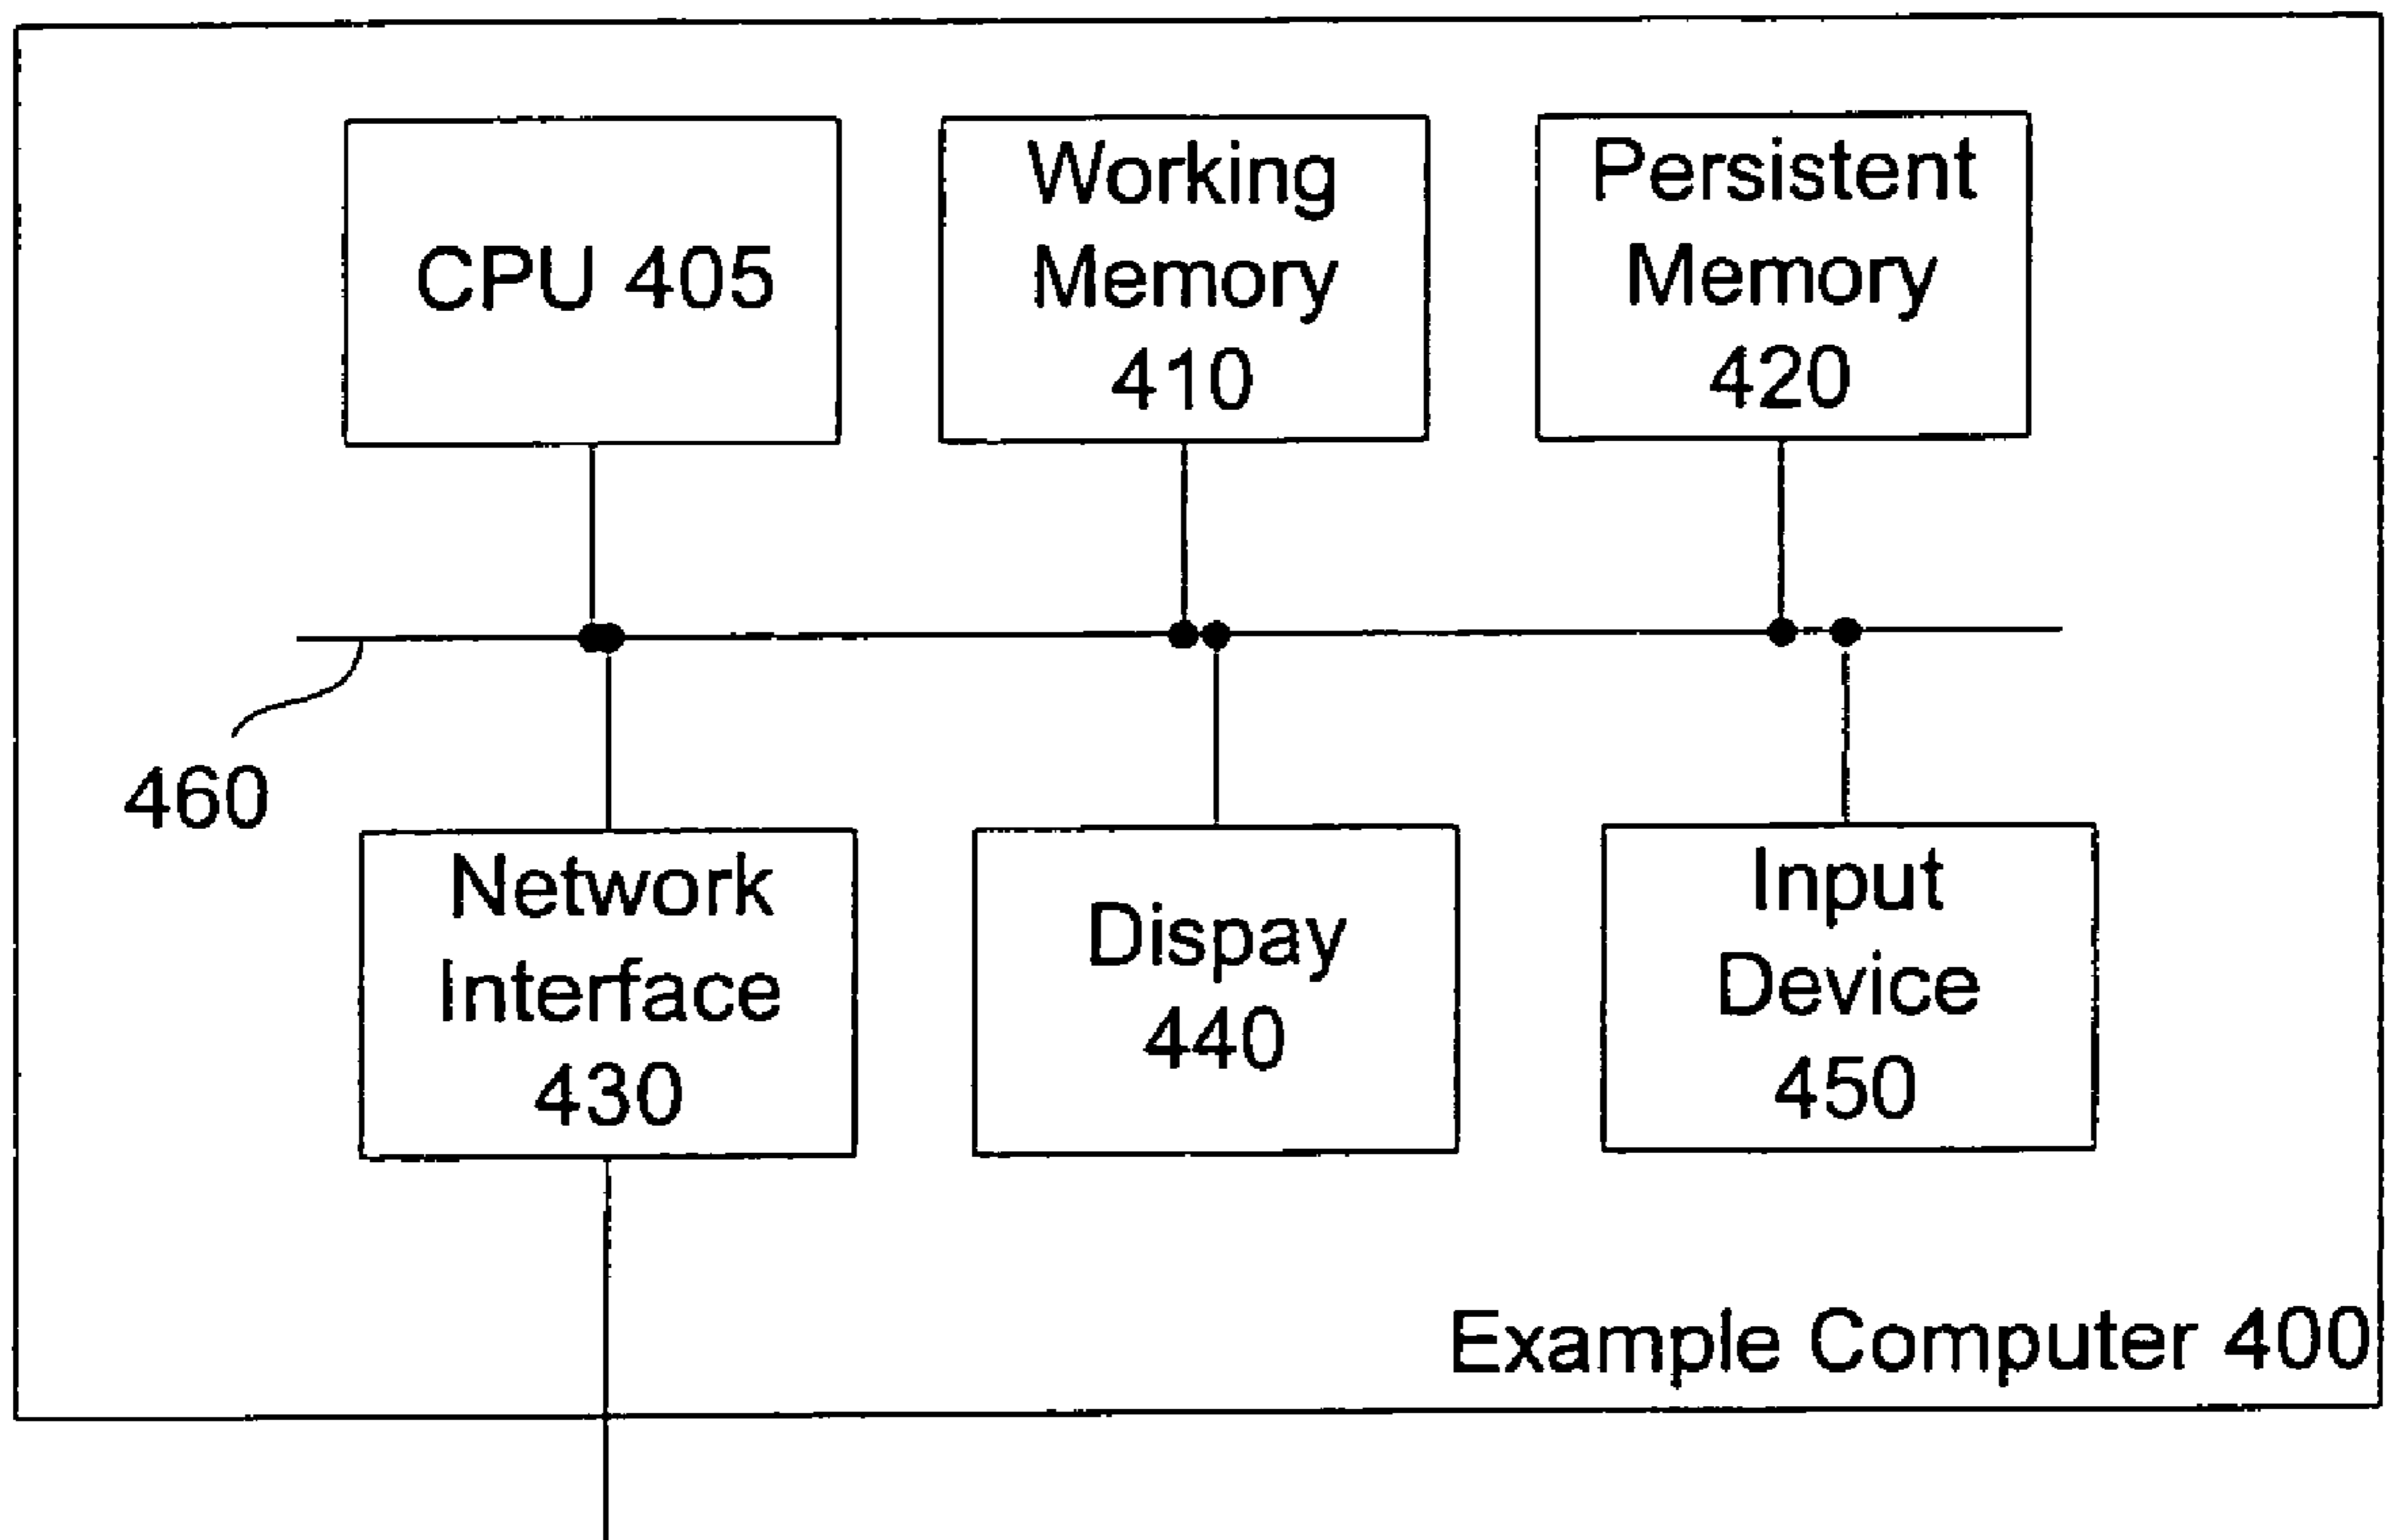 CPU 405
Working
Memory
410
Persistent
Memory
420
460
Network
Interface
430
Dispay
440
Input
Device
450
Example Computer 400